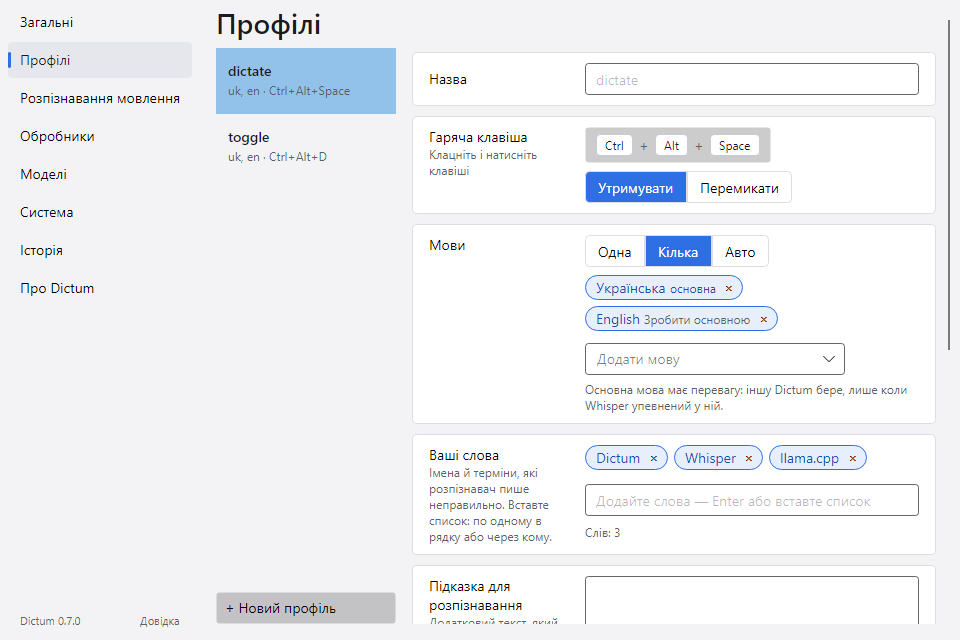 Загальні
Профілі
Розпізнавання мовлення
Обробники
Моделі
Система
Історія
Про Dictum
Dictum 0.7.0
Довідка
Профілі
dictate
uk, en · Ctrl+Alt+Space
toggle
uk, en · Ctrl+Alt+D
+ Новий профіль
Назва
dictate
Гаряча клавіша
Клацніть і натисніть
клавіші
Ctrl + Alt + Space
Утримувати Перемикати
Мови
Одна Кілька Авто
Українська основна ×
English Зробити основною ×
Додати мову
Основна мова має перевагу: іншу Dictum бере, лише коли
Whisper упевнений у ній.
Ваші слова
Імена й терміни, які
розпізнавач пише
неправильно. Вставте
список: по одному в
рядку або через кому.
Dictum × Whisper × llama.cpp ×
Додайте слова — Enter або вставте список
Слів: 3
Підказка для
розпізнавання
Додатковий текст, який